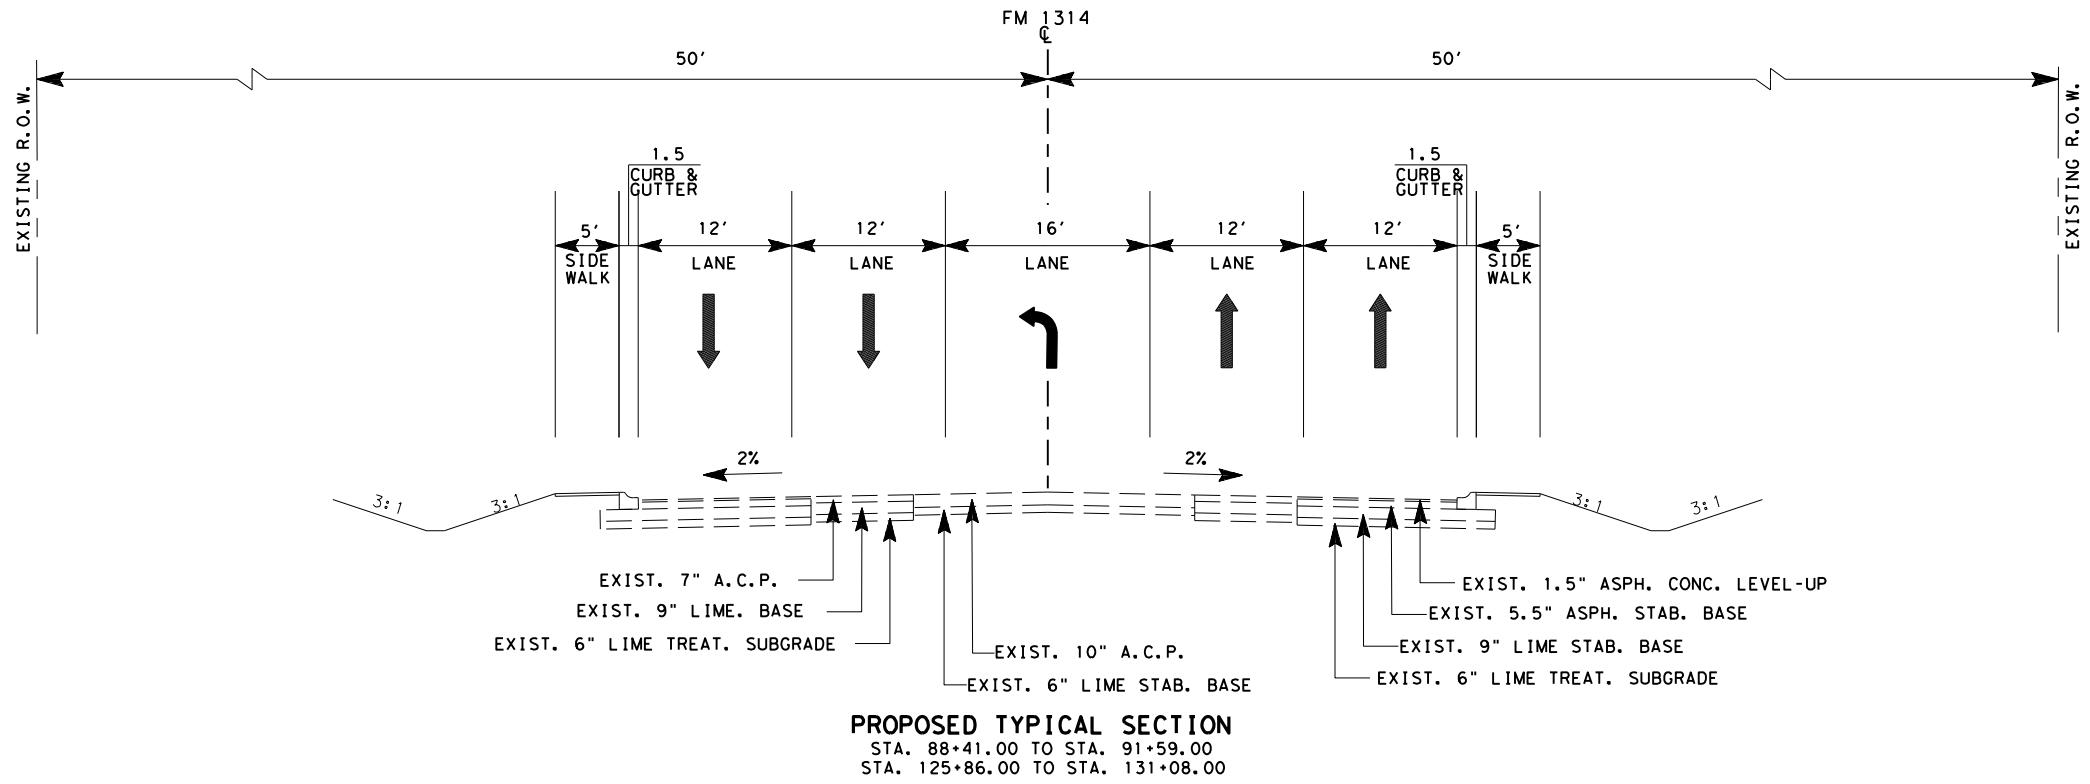 FM 1314
℄
50'
50'
EXISTING R.O.W.
EXISTING R.O.W.
1.5
CURB &
GUTTER
1.5
CURB &
GUTTER
5'
SIDE
WALK
12'
LANE
12'
LANE
16'
LANE
12'
LANE
12'
LANE
5'
SIDE
WALK
2%
2%
3:1
3:1
3:1
3:1
EXIST. 7" A.C.P.
EXIST. 9" LIME. BASE
EXIST. 6" LIME TREAT. SUBGRADE
EXIST. 10" A.C.P.
EXIST. 6" LIME STAB. BASE
EXIST. 1.5" ASPH. CONC. LEVEL-UP
EXIST. 5.5" ASPH. STAB. BASE
EXIST. 9" LIME STAB. BASE
EXIST. 6" LIME TREAT. SUBGRADE
PROPOSED TYPICAL SECTION
STA. 88+41.00 TO STA. 91+59.00
STA. 125+86.00 TO STA. 131+08.00